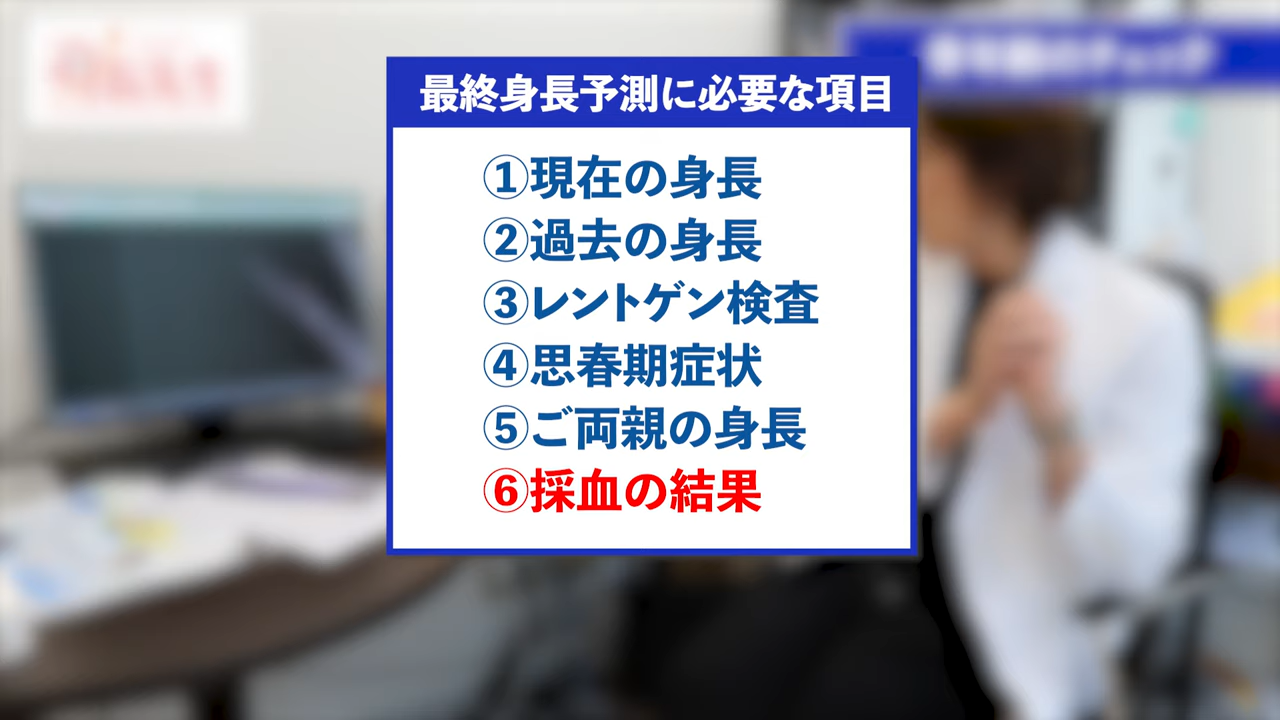 最終身長予測に必要な項目
①現在の身長
②過去の身長
③レントゲン検査
④思春期症状
⑤ご両親の身長
⑥採血の結果